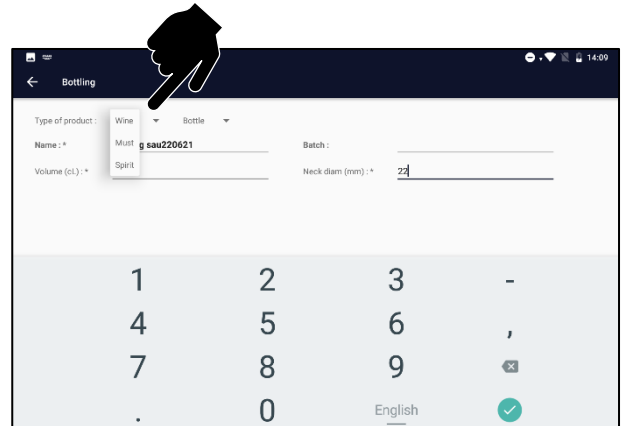 14:09
Bottling
Type of product : Wine Bottle
Must
Spirit
Name : * g sau220621 Batch :
Volume (cL) : * Neck diam (mm) : * 22
1 2 3 -
4 5 6 ,
7 8 9
. 0 English